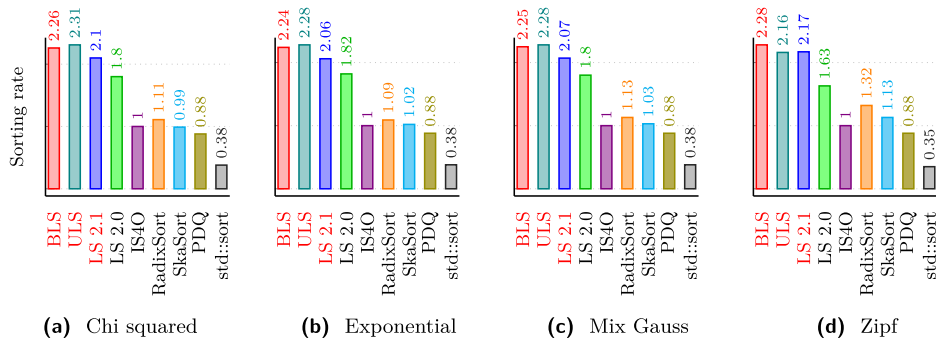 Sorting rate
2.26
2.31
2.1
1.8
1
1.11
0.99
0.88
0.38
BLS
ULS
LS 2.1
LS 2.0
IS4O
RadixSort
SkaSort
PDQ
std::sort
(a) Chi squared
2.24
2.28
2.06
1.82
1
1.09
1.02
0.88
0.38
BLS
ULS
LS 2.1
LS 2.0
IS4O
RadixSort
SkaSort
PDQ
std::sort
(b) Exponential
2.25
2.28
2.07
1.8
1
1.13
1.03
0.88
0.38
BLS
ULS
LS 2.1
LS 2.0
IS4O
RadixSort
SkaSort
PDQ
std::sort
(c) Mix Gauss
2.28
2.16
2.17
1.63
1
1.32
1.13
0.88
0.35
BLS
ULS
LS 2.1
LS 2.0
IS4O
RadixSort
SkaSort
PDQ
std::sort
(d) Zipf